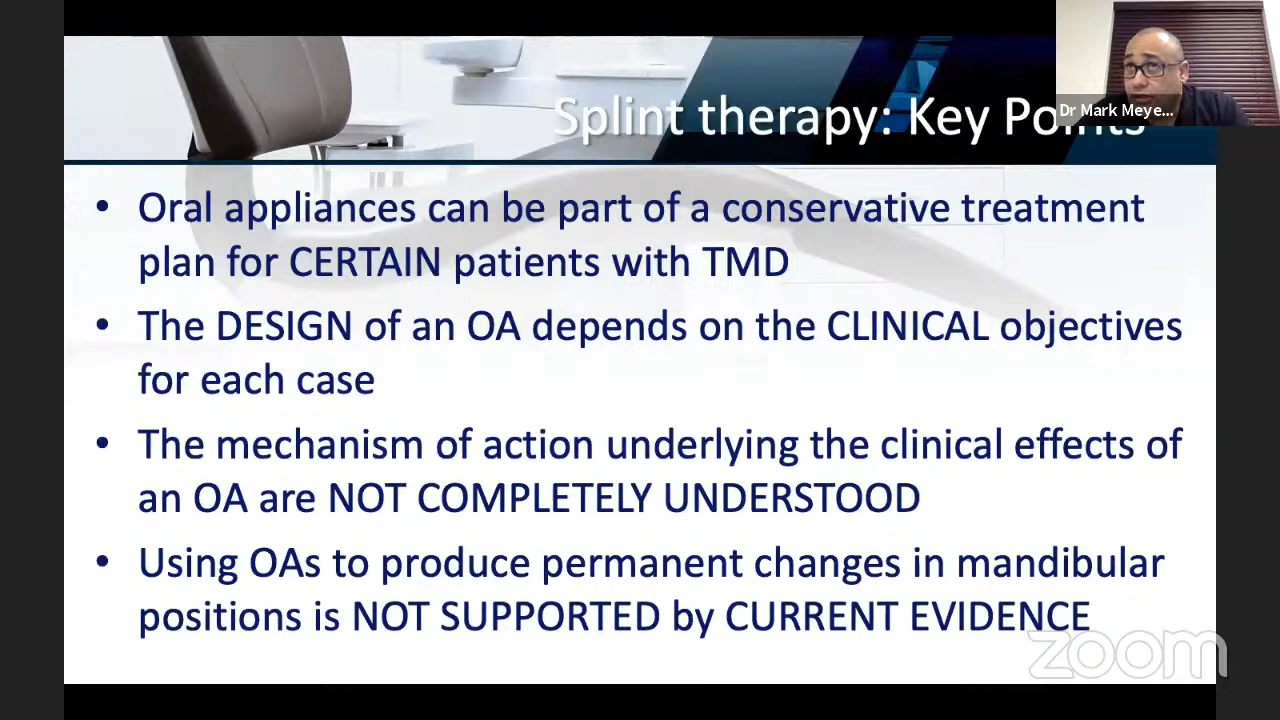 Splint therapy: Key Points
Dr Mark Meye...
• Oral appliances can be part of a conservative treatment
plan for CERTAIN patients with TMD
• The DESIGN of an OA depends on the CLINICAL objectives
for each case
• The mechanism of action underlying the clinical effects of
an OA are NOT COMPLETELY UNDERSTOOD
• Using OAs to produce permanent changes in mandibular
positions is NOT SUPPORTED by CURRENT EVIDENCE
zoom